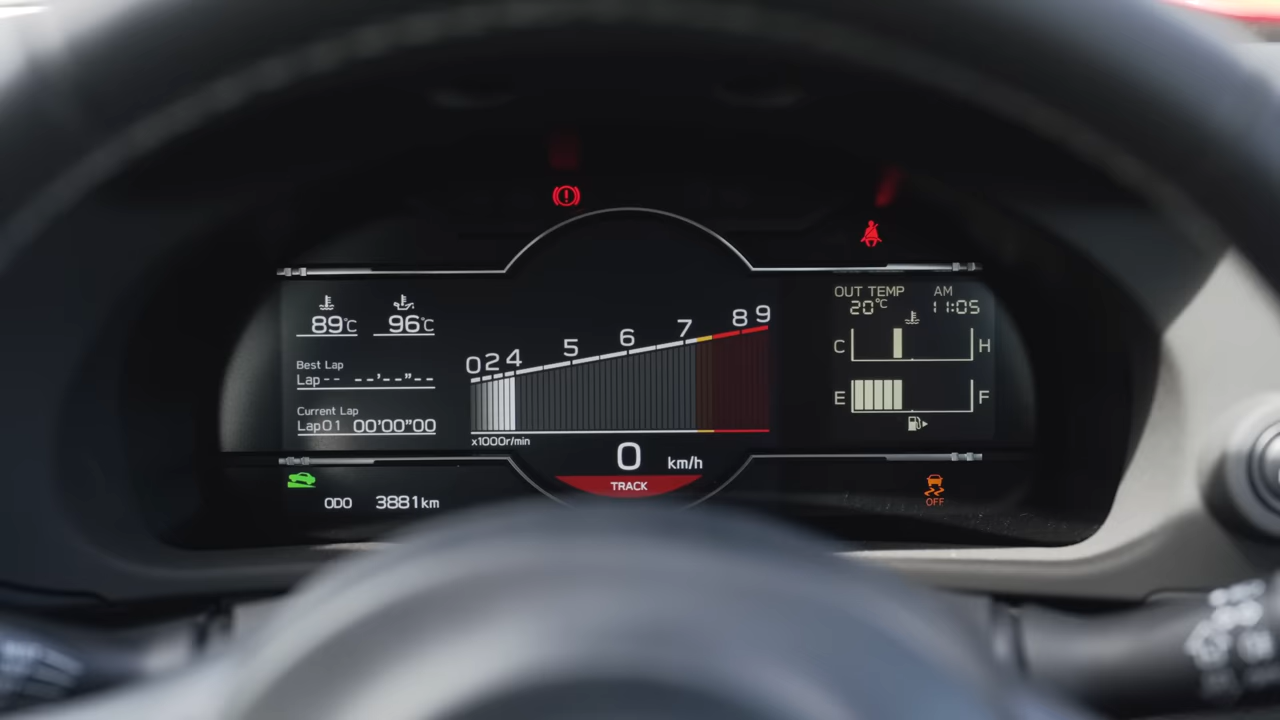 OUT TEMP AM
20°C 11:05
89°C 96°C
C H
Best Lap
Lap-- --'--"--
E F
Current Lap
Lap01 00'00"00
0 2 4 5 6 7 8 9
x1000r/min
0 km/h
TRACK
ODO 3881km
OFF